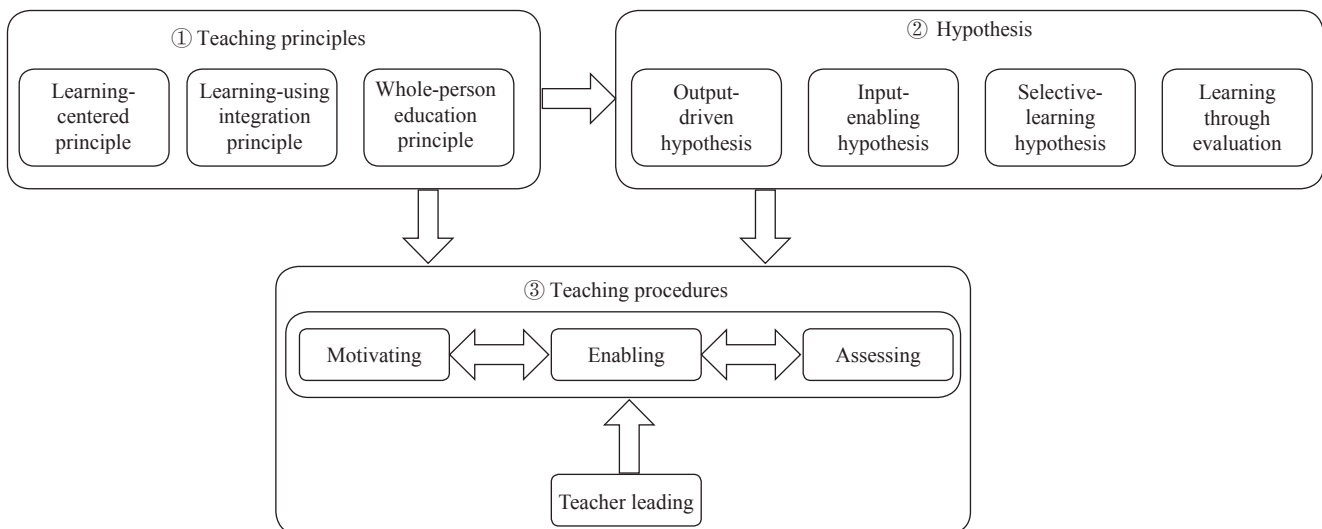 ① Teaching principles
Learning-
centered
principle
Learning-using
integration
principle
Whole-person
education
principle
② Hypothesis
Output-
driven
hypothesis
Input-
enabling
hypothesis
Selective-
learning
hypothesis
Learning
through
evaluation
③ Teaching procedures
Motivating
Enabling
Assessing
Teacher leading